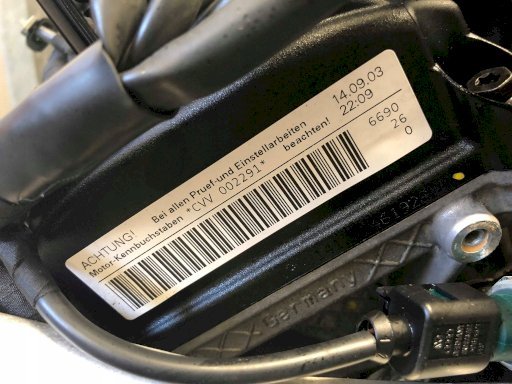 ACHTUNG! Bei allen Pruef-und Einstellarbeiten 14.09.03
Motor-Kennbuchstaben *CVV 002291* beachten! 22:09
6690
26
0
Germany